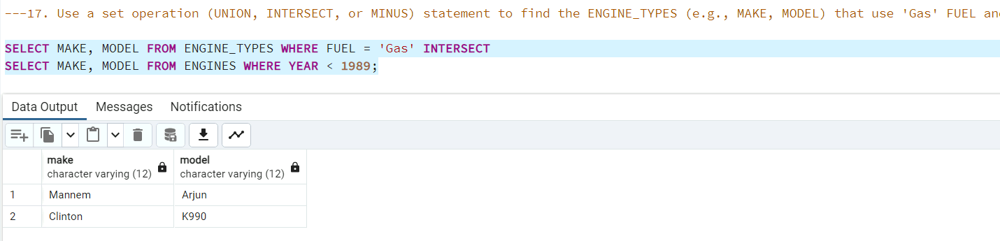 ---17. Use a set operation (UNION, INTERSECT, or MINUS) statement to find the ENGINE_TYPES (e.g., MAKE, MODEL) that use 'Gas' FUEL
SELECT MAKE, MODEL FROM ENGINE_TYPES WHERE FUEL = 'Gas' INTERSECT
SELECT MAKE, MODEL FROM ENGINES WHERE YEAR < 1989;
Data Output Messages Notifications
make model
character varying (12) character varying (12)
1 Mannem Arjun
2 Clinton K990